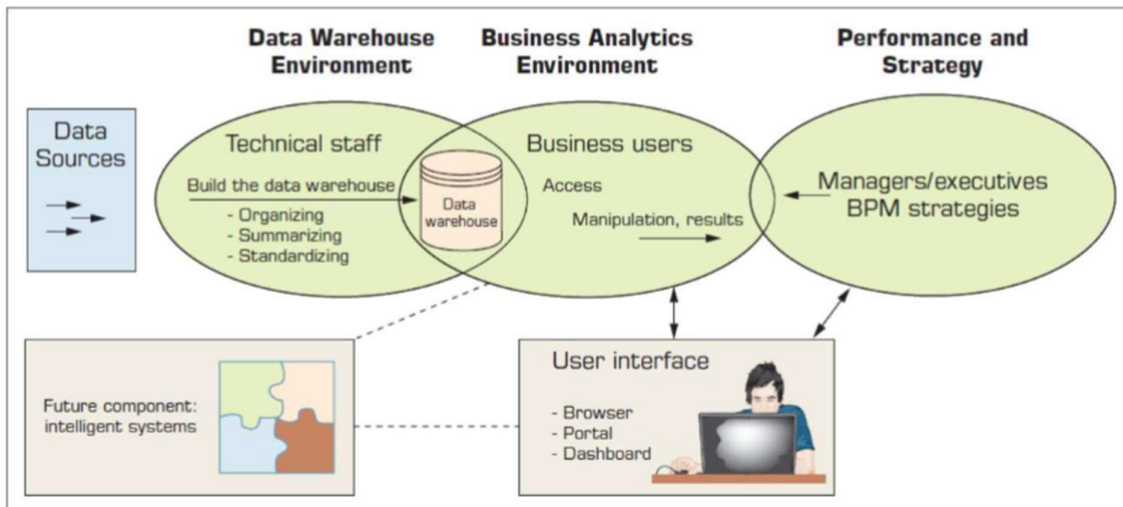 Data Warehouse
Environment
Business Analytics
Environment
Performance and
Strategy
Data
Sources
Technical staff
Build the data warehouse
- Organizing
- Summarizing
- Standardizing
Data
warehouse
Business users
Access
Manipulation, results
Managers/executives
BPM strategies
Future component:
intelligent systems
User interface
- Browser
- Portal
- Dashboard